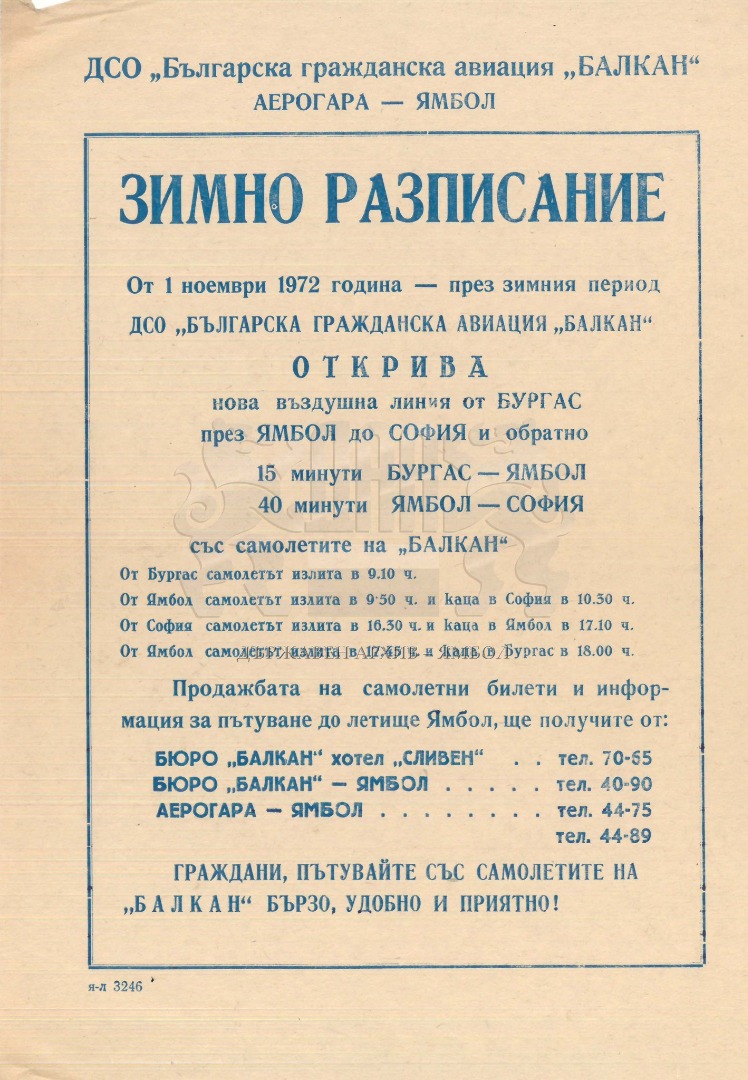 ДСО „Българска гражданска авиация „БАЛКАН“
АЕРОГАРА — ЯМБОЛ
ЗИМНО РАЗПИСАНИЕ
От 1 ноември 1972 година — през зимния период
ДСО „БЪЛГАРСКА ГРАЖДАНСКА АВИАЦИЯ „БАЛКАН“
ОТКРИВА
нова въздушна линия от БУРГАС
през ЯМБОЛ до СОФИЯ и обратно
15 минути БУРГАС — ЯМБОЛ
40 минути ЯМБОЛ — СОФИЯ
със самолетите на „БАЛКАН“
От Бургас самолетът излита в 9.10 ч.
От Ямбол самолетът излита в 9·50 ч. и каца в София в 10.30 ч.
От София самолетът излита в 16.30 ч. и каца в Ямбол в 17.10 ч.
От Ямбол самолетът излита в 17.45 ч. и каца в Бургас в 18.00 ч.
ДЪРЖАВЕН АРХИВ - ЯМБОЛ
Продажбата на самолетни билети и инфор-
мация за пътуване до летище Ямбол, ще получите от:
БЮРО „БАЛКАН“ хотел „СЛИВЕН“ . . тел. 70-65
БЮРО „БАЛКАН“ — ЯМБОЛ . . . . . тел. 40-90
АЕРОГАРА — ЯМБОЛ . . . . . . . . тел. 44-75
тел. 44-89
ГРАЖДАНИ, ПЪТУВАЙТЕ СЪС САМОЛЕТИТЕ НА
„БАЛКАН“ БЪРЗО, УДОБНО И ПРИЯТНО!
я-л 3246